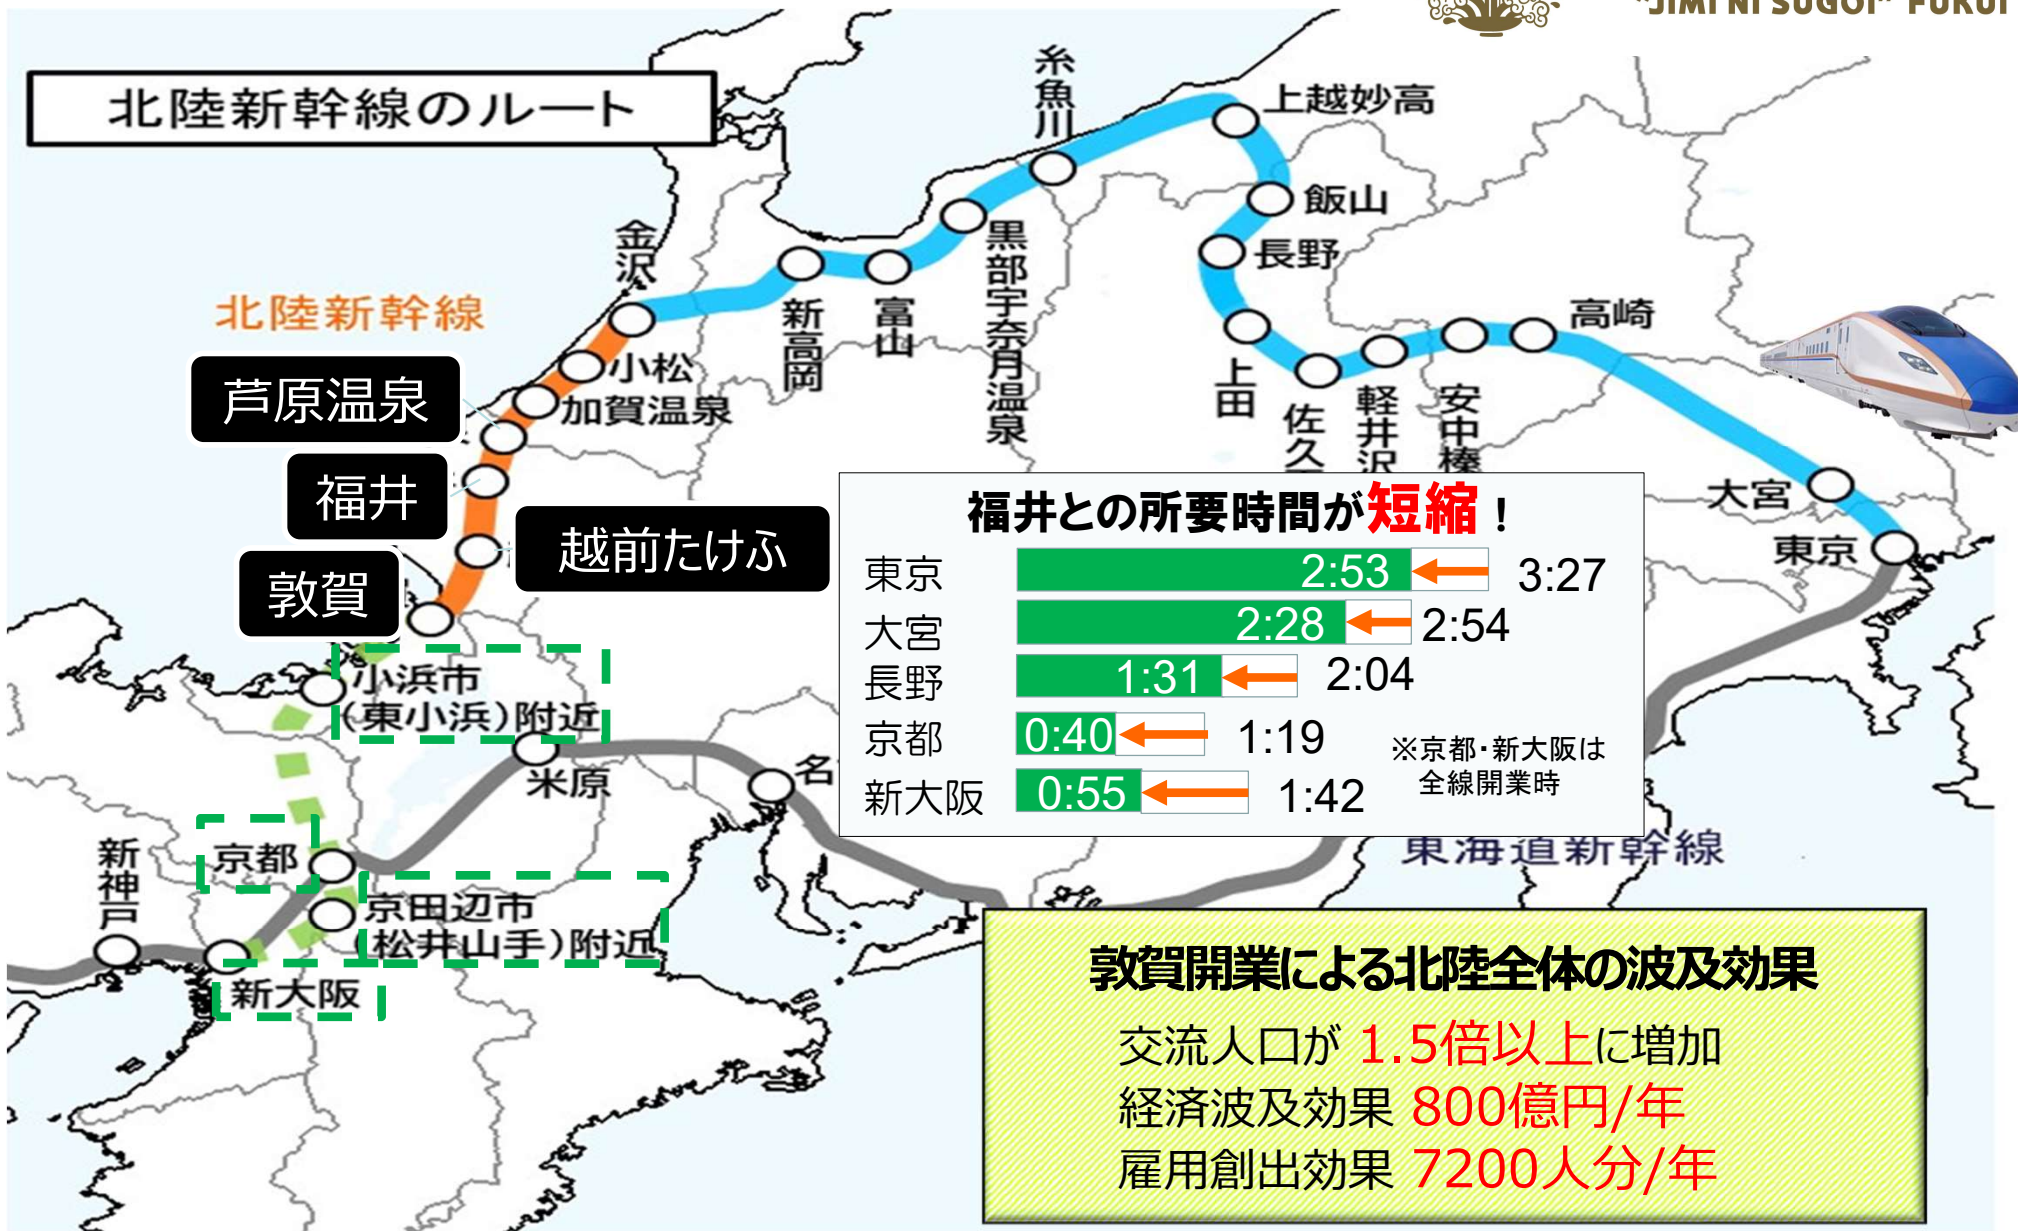 "JIMI NI SUGOI" FUKUI
北陸新幹線のルート
糸魚川
上越妙高
飯山
長野
金沢
黒部宇奈月温泉
新高岡
富山
北陸新幹線
小松
加賀温泉
芦原温泉
福井
越前たけふ
敦賀
上田
佐久
軽井沢
安中榛
高崎
大宮
東京
福井との所要時間が短縮!
東京 2:53 3:27
大宮 2:28 2:54
長野 1:31 2:04
京都 0:40 1:19
新大阪 0:55 1:42
※京都・新大阪は
全線開業時
小浜市
(東小浜)附近
米原
名
京都
京田辺市
(松井山手)附近
新神戸
新大阪
東海道新幹線
敦賀開業による北陸全体の波及効果
交流人口が 1.5倍以上に増加
経済波及効果 800億円/年
雇用創出効果 7200人分/年